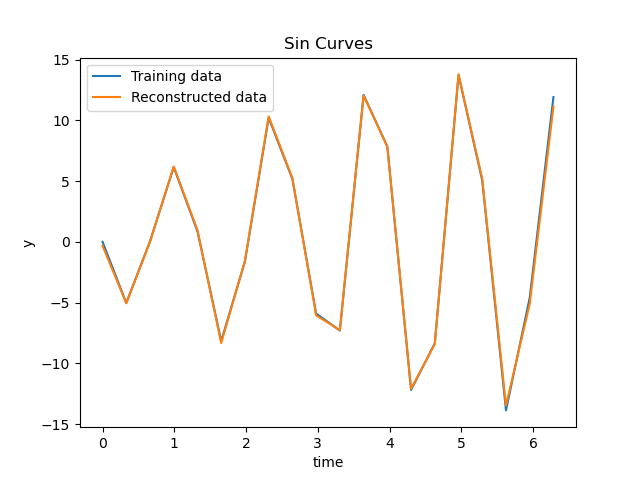 Sin Curves
Training data
Reconstructed data
15
10
5
0
−5
−10
−15
y
0 1 2 3 4 5 6
time